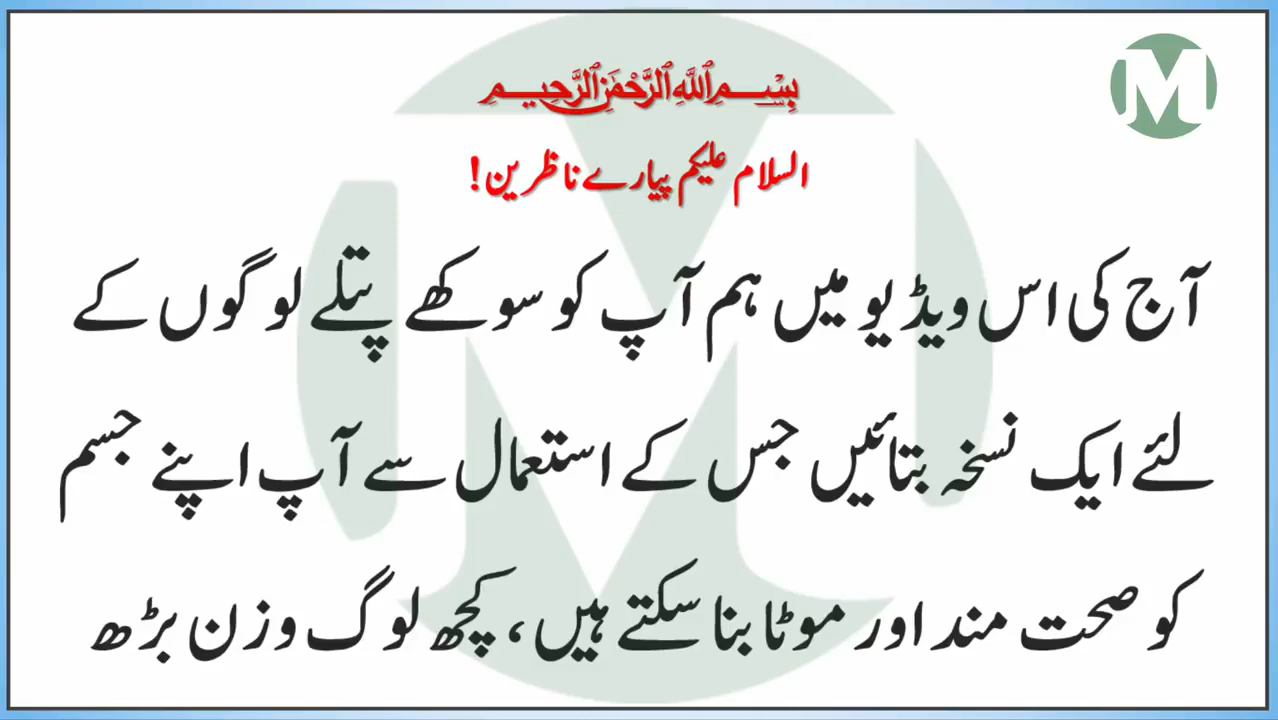 بِسْمِ اللّٰهِ الرَّحْمٰنِ الرَّحِيمِ
السلام علیکم پیارے ناظرین!
آج کی اس ویڈیو میں ہم آپ کو سوکھے پتلے لوگوں کے
لئے ایک نسخہ بتائیں جس کے استعمال سے آپ اپنے جسم
کو صحت مند اور موٹا بنا سکتے ہیں، کچھ لوگ وزن بڑھ
M